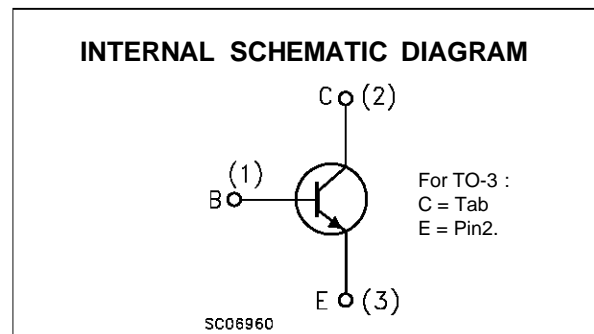 INTERNAL SCHEMATIC DIAGRAM
C (2)
(1)
B
For TO-3 :
C = Tab
E = Pin2.
E (3)
SC06960